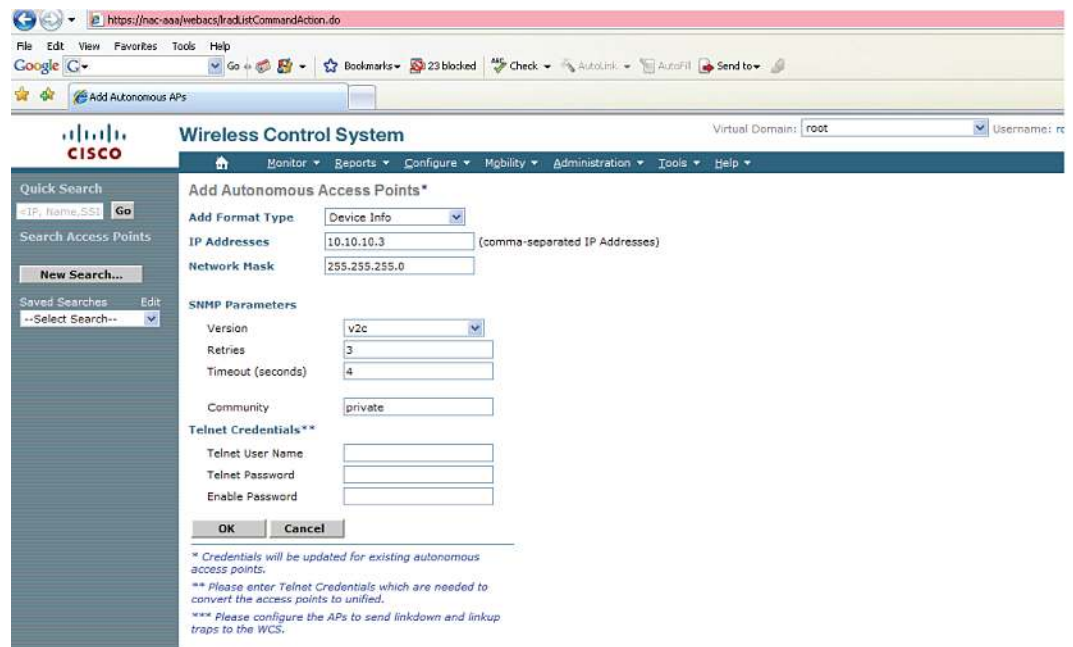 https://nac-aaa/webacs/IradListCommandAction.do
File Edit View Favorites Tools Help
Google G Go Bookmarks 23 blocked Check AutoLink AutoFill Send to
Add Autonomous APs
CISCO
Wireless Control System
Virtual Domain: root Username:
Monitor Reports Configure Mobility Administration Tools Help
Quick Search
<IP, Name,SSI Go
Search Access Points
New Search...
Saved Searches Edit
--Select Search--
Add Autonomous Access Points*
Add Format Type Device Info
IP Addresses 10.10.10.3 (comma-separated IP Addresses)
Network Mask 255.255.255.0
SNMP Parameters
Version v2c
Retries 3
Timeout (seconds) 4
Community private
Telnet Credentials**
Telnet User Name
Telnet Password
Enable Password
OK Cancel
* Credentials will be updated for existing autonomous
access points.
** Please enter Telnet Credentials which are needed to
convert the access points to unified.
*** Please configure the APs to send linkdown and linkup
traps to the WCS.